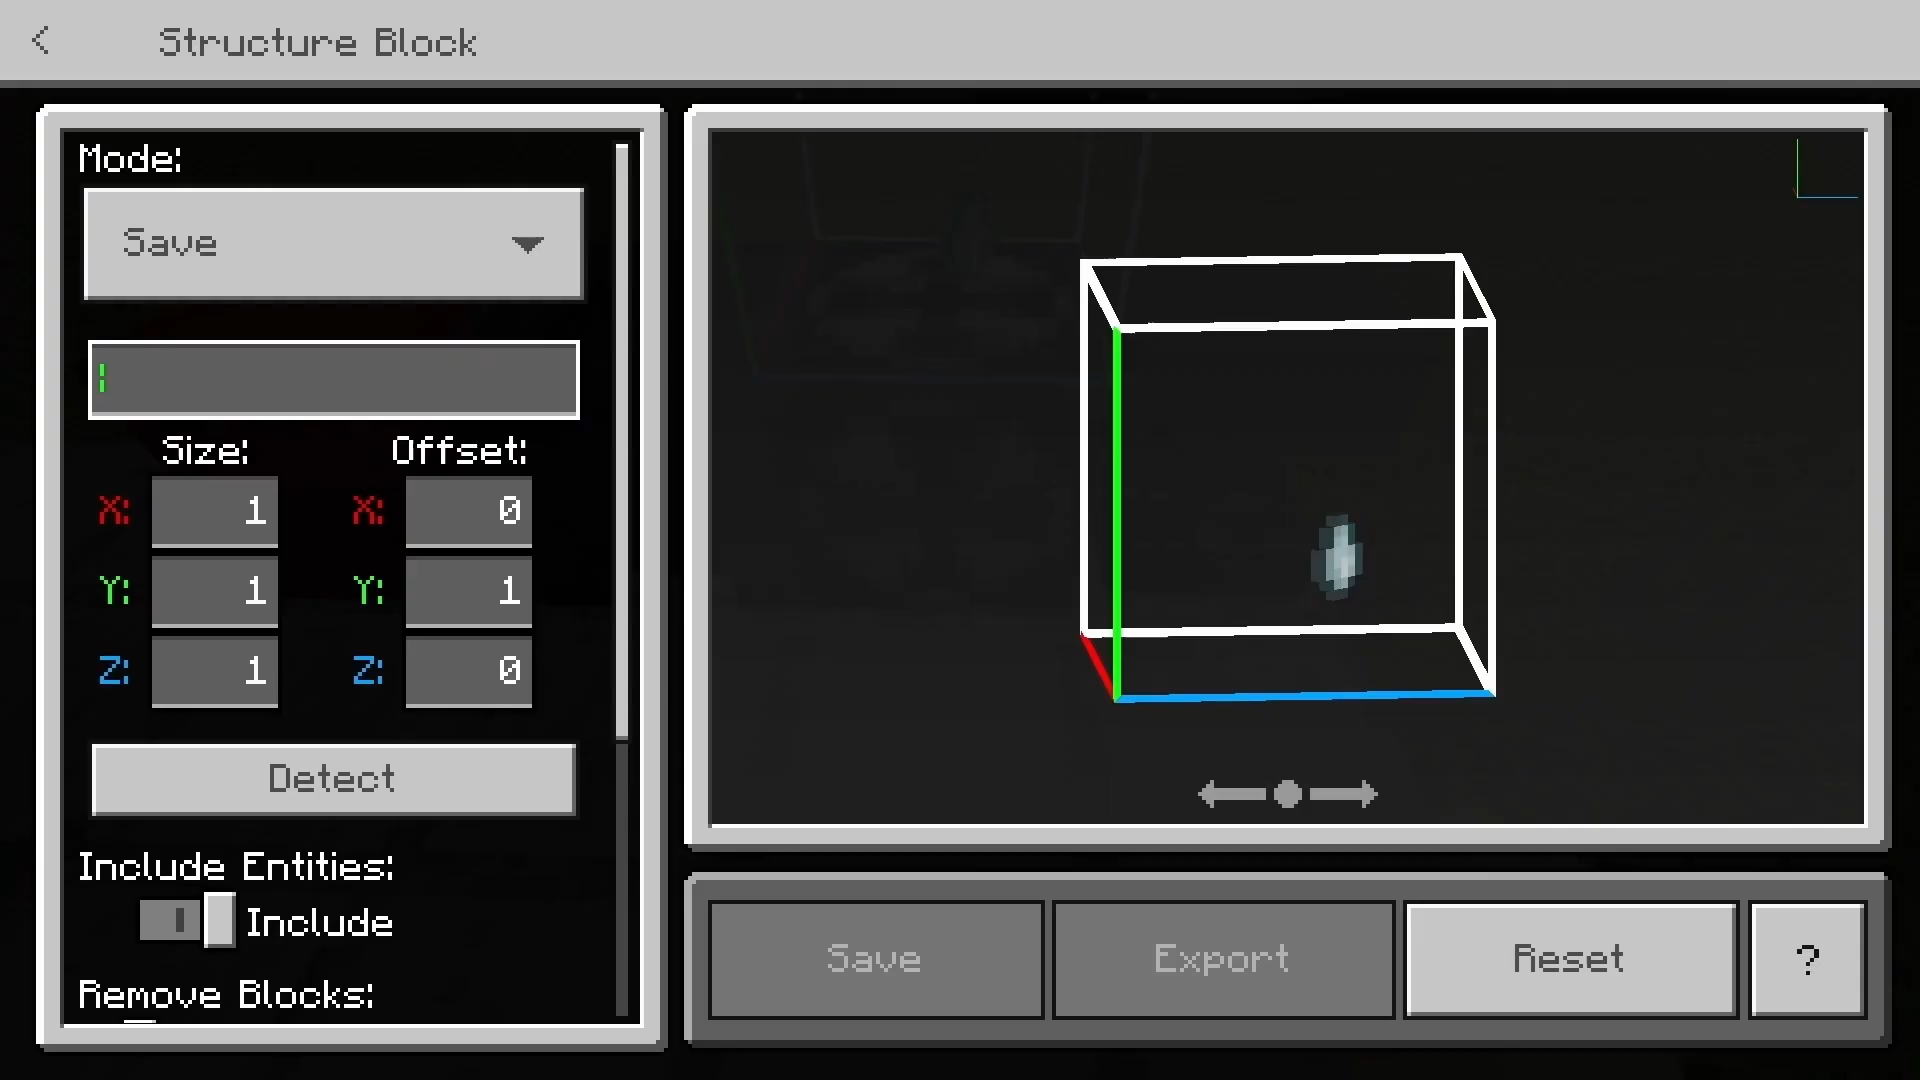 Structure Block
Mode:
Save
Size: Offset:
X: 1 X: 0
Y: 1 Y: 1
Z: 1 Z: 0
Detect
Include Entities:
Include
Remove Blocks:
Save Export Reset ?